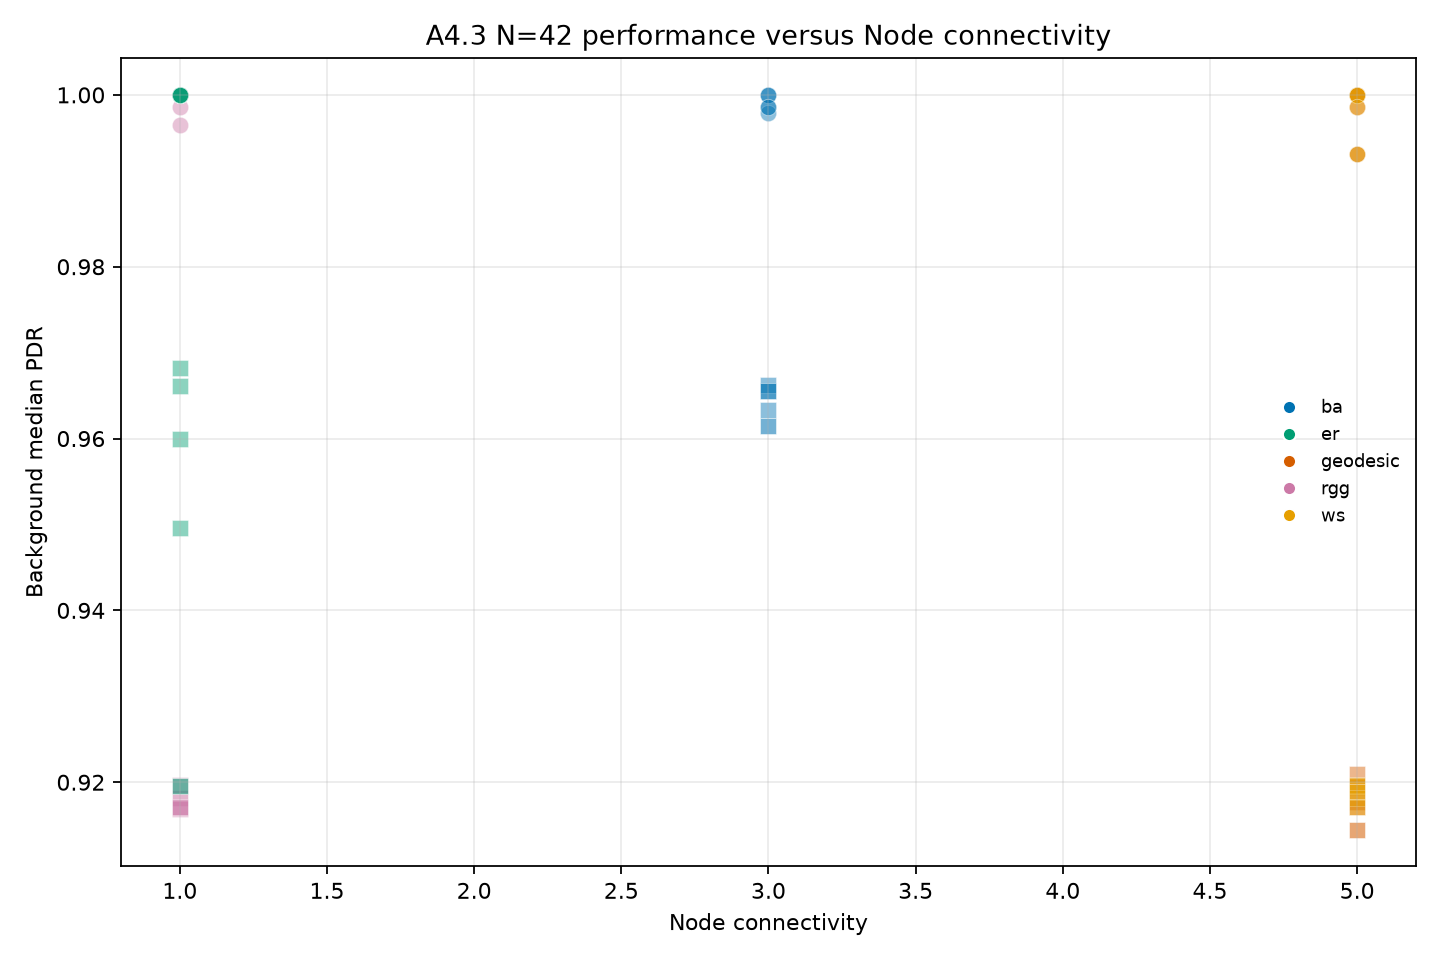 A4.3 N=42 performance versus Node connectivity
Background median PDR
1.00
0.98
0.96
0.94
0.92
ba
er
geodesic
rgg
ws
1.0 1.5 2.0 2.5 3.0 3.5 4.0 4.5 5.0
Node connectivity